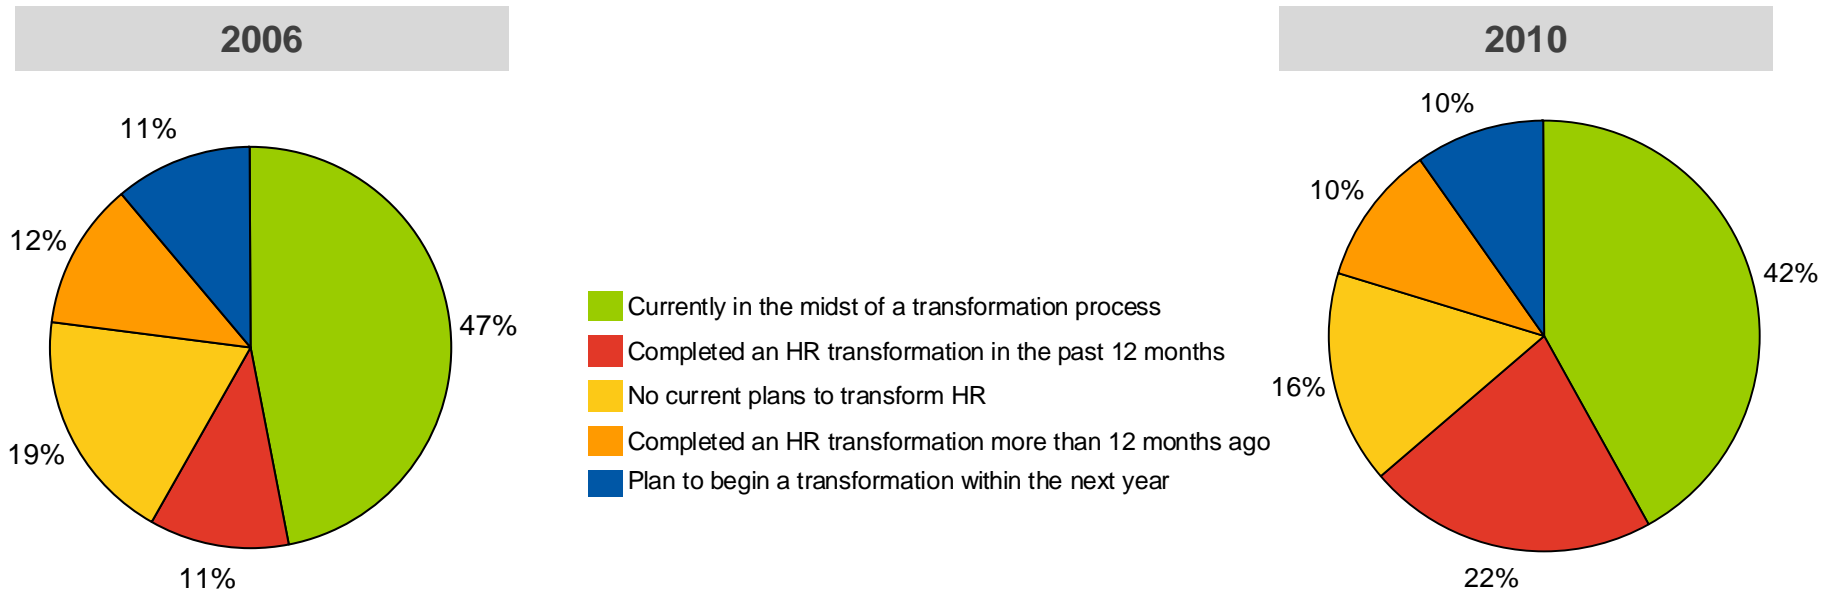 2006
11%
12%
47%
19%
11%
Currently in the midst of a transformation process
Completed an HR transformation in the past 12 months
No current plans to transform HR
Completed an HR transformation more than 12 months ago
Plan to begin a transformation within the next year
2010
10%
10%
42%
16%
22%